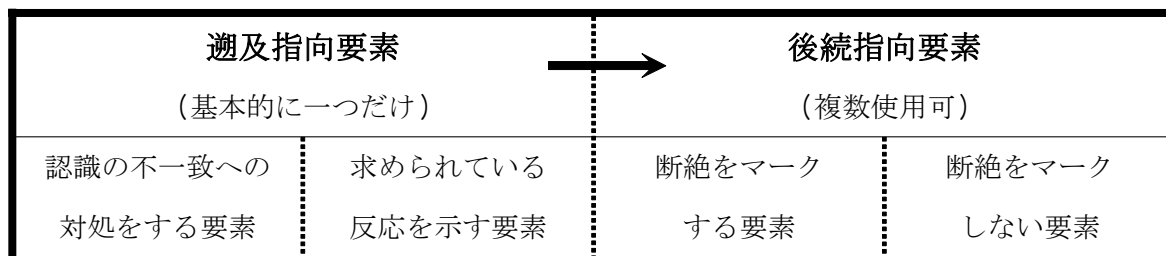 遡及指向要素
後続指向要素
(基本的に一つだけ)
(複数使用可)
認識の不一致への
対処をする要素
求められている
反応を示す要素
断絶をマーク
する要素
断絶をマーク
しない要素